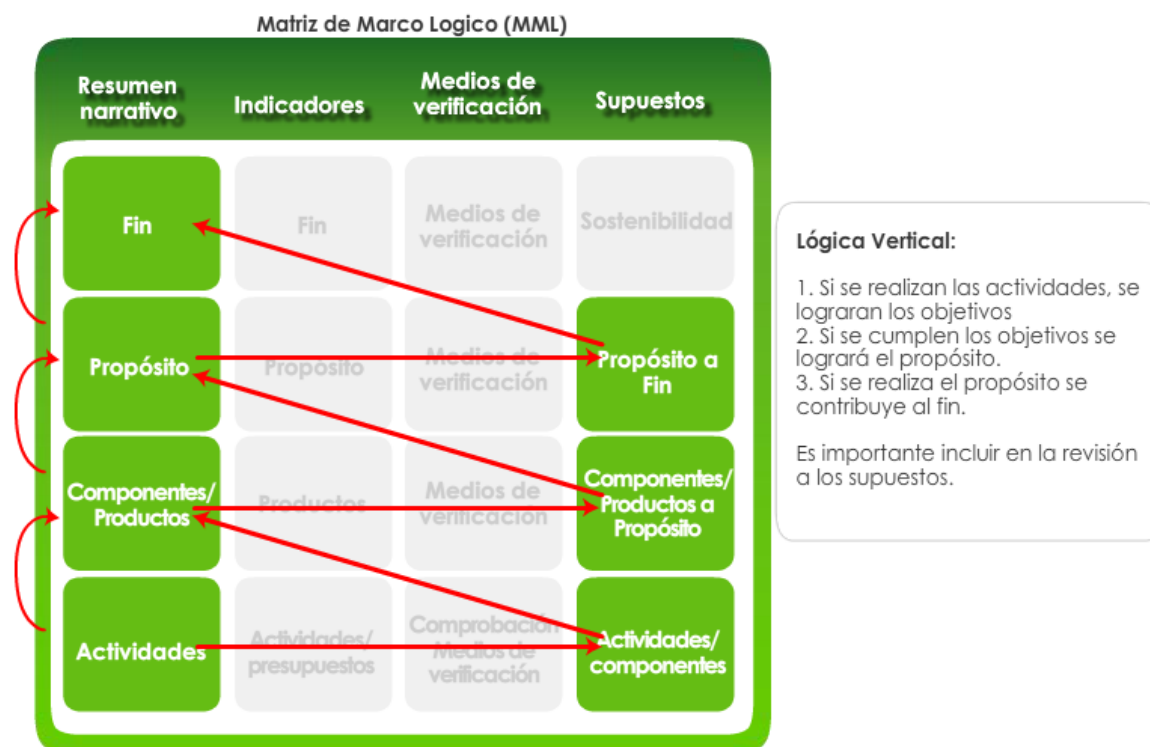 Matriz de Marco Logico (MML)
Resumen
narrativo
Indicadores
Medios de
verificación
Supuestos
Fin
Fin
Medios de
verificación
Sostenibilidad
Propósito
Propósito
Medios de
verificación
Propósito a
Fin
Componentes/
Productos
Productos
Medios de
verificación
Componentes/
Productos a
Propósito
Actividades
Actividades/
presupuestos
Comprobación
Medios de
verificación
Actividades/
componentes
Lógica Vertical:
1. Si se realizan las actividades, se
lograran los objetivos
2. Si se cumplen los objetivos se
logrará el propósito.
3. Si se realiza el propósito se
contribuye al fin.
Es importante incluir en la revisión
a los supuestos.